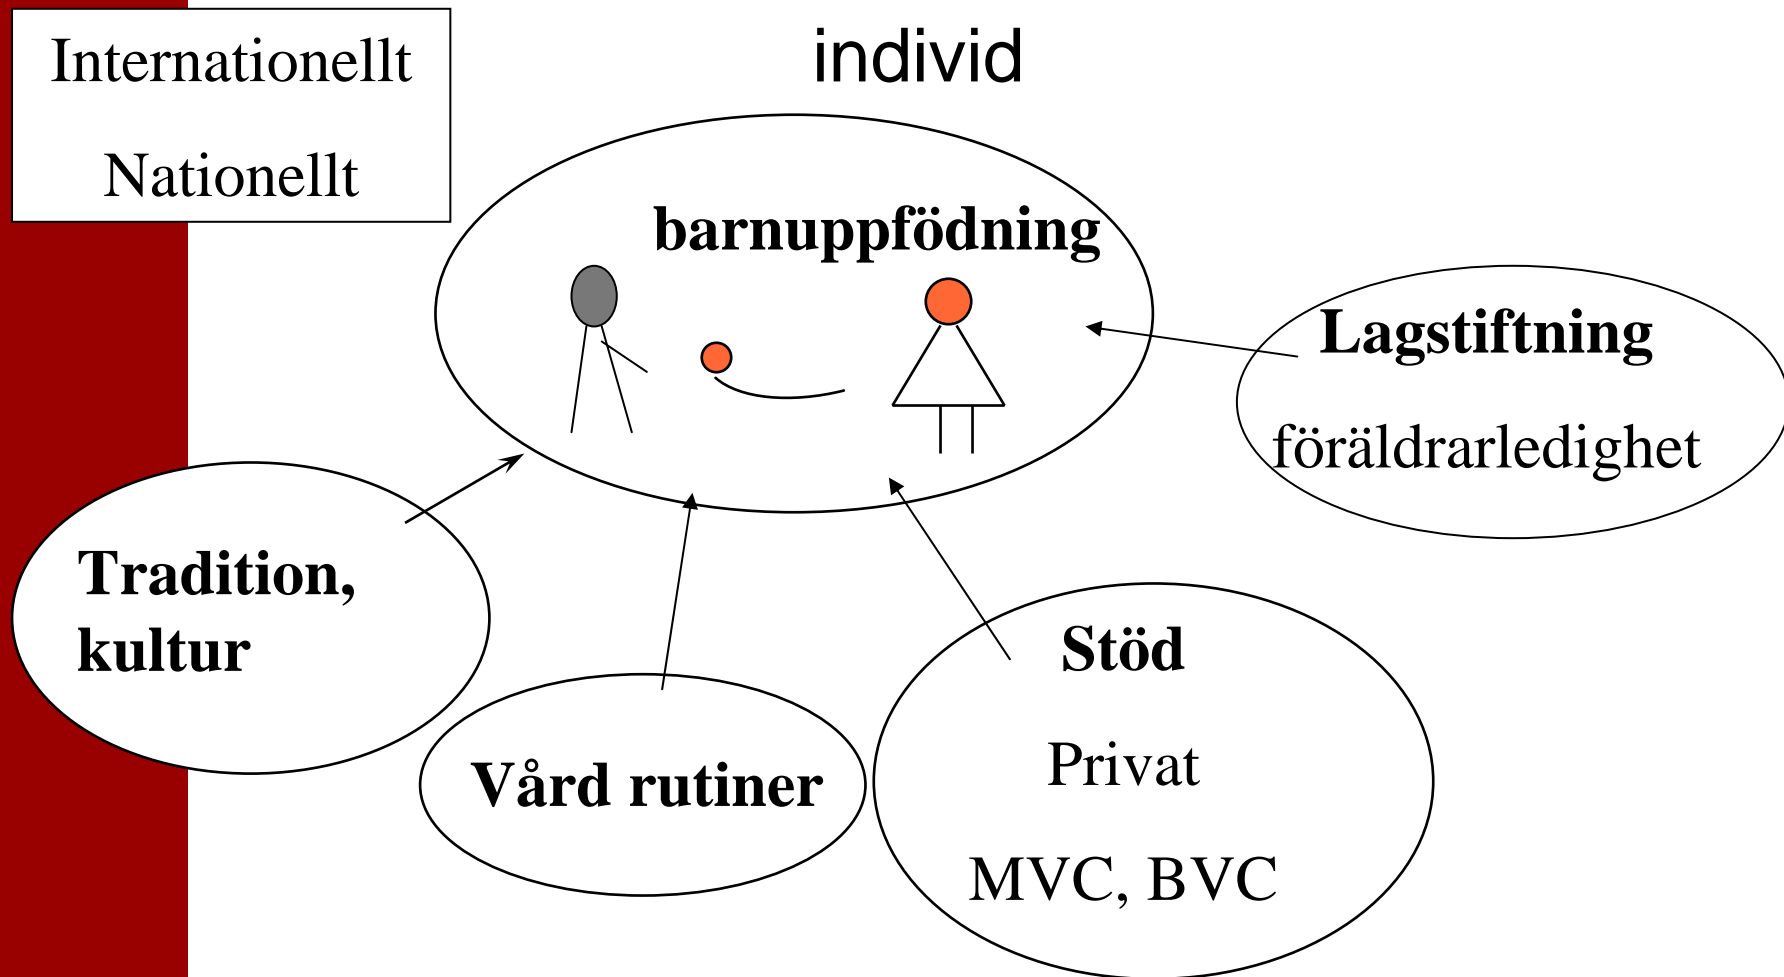 Internationellt
Nationellt
individ
barnuppfödning
Lagstiftning
föräldrarledighet
Tradition,
kultur
Vård rutiner
Stöd
Privat
MVC, BVC